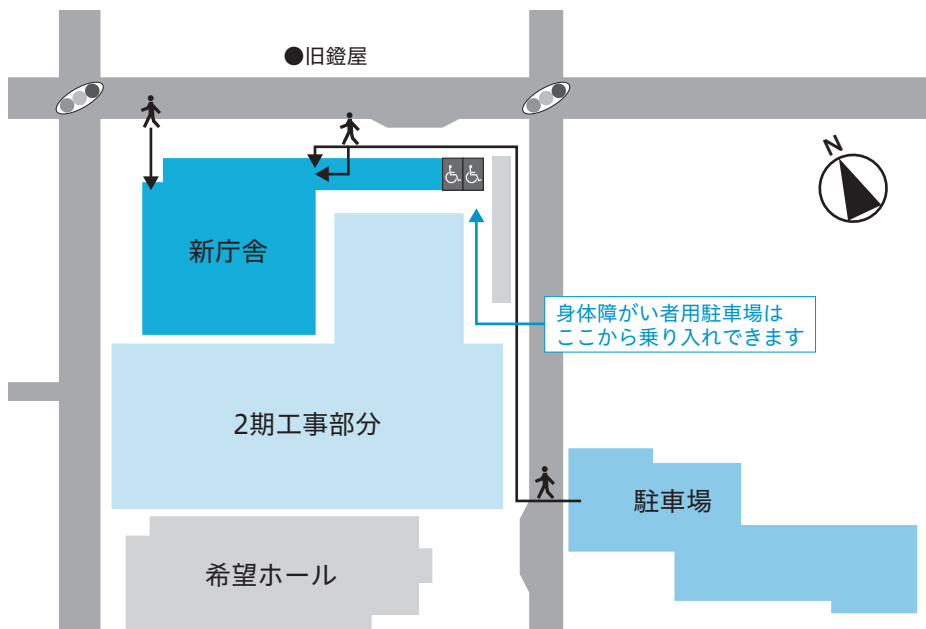 ●旧鐙屋
N
新庁舎
身体障がい者用駐車場は
ここから乗り入れできます
2期工事部分
駐車場
希望ホール